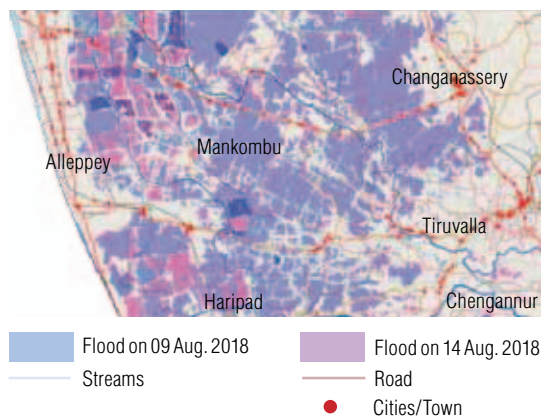 Changanassery
Mankombu
Alleppey
Tiruvalla
Haripad
Chengannur
Flood on 09 Aug. 2018
Flood on 14 Aug. 2018
Streams
Road
Cities/Town